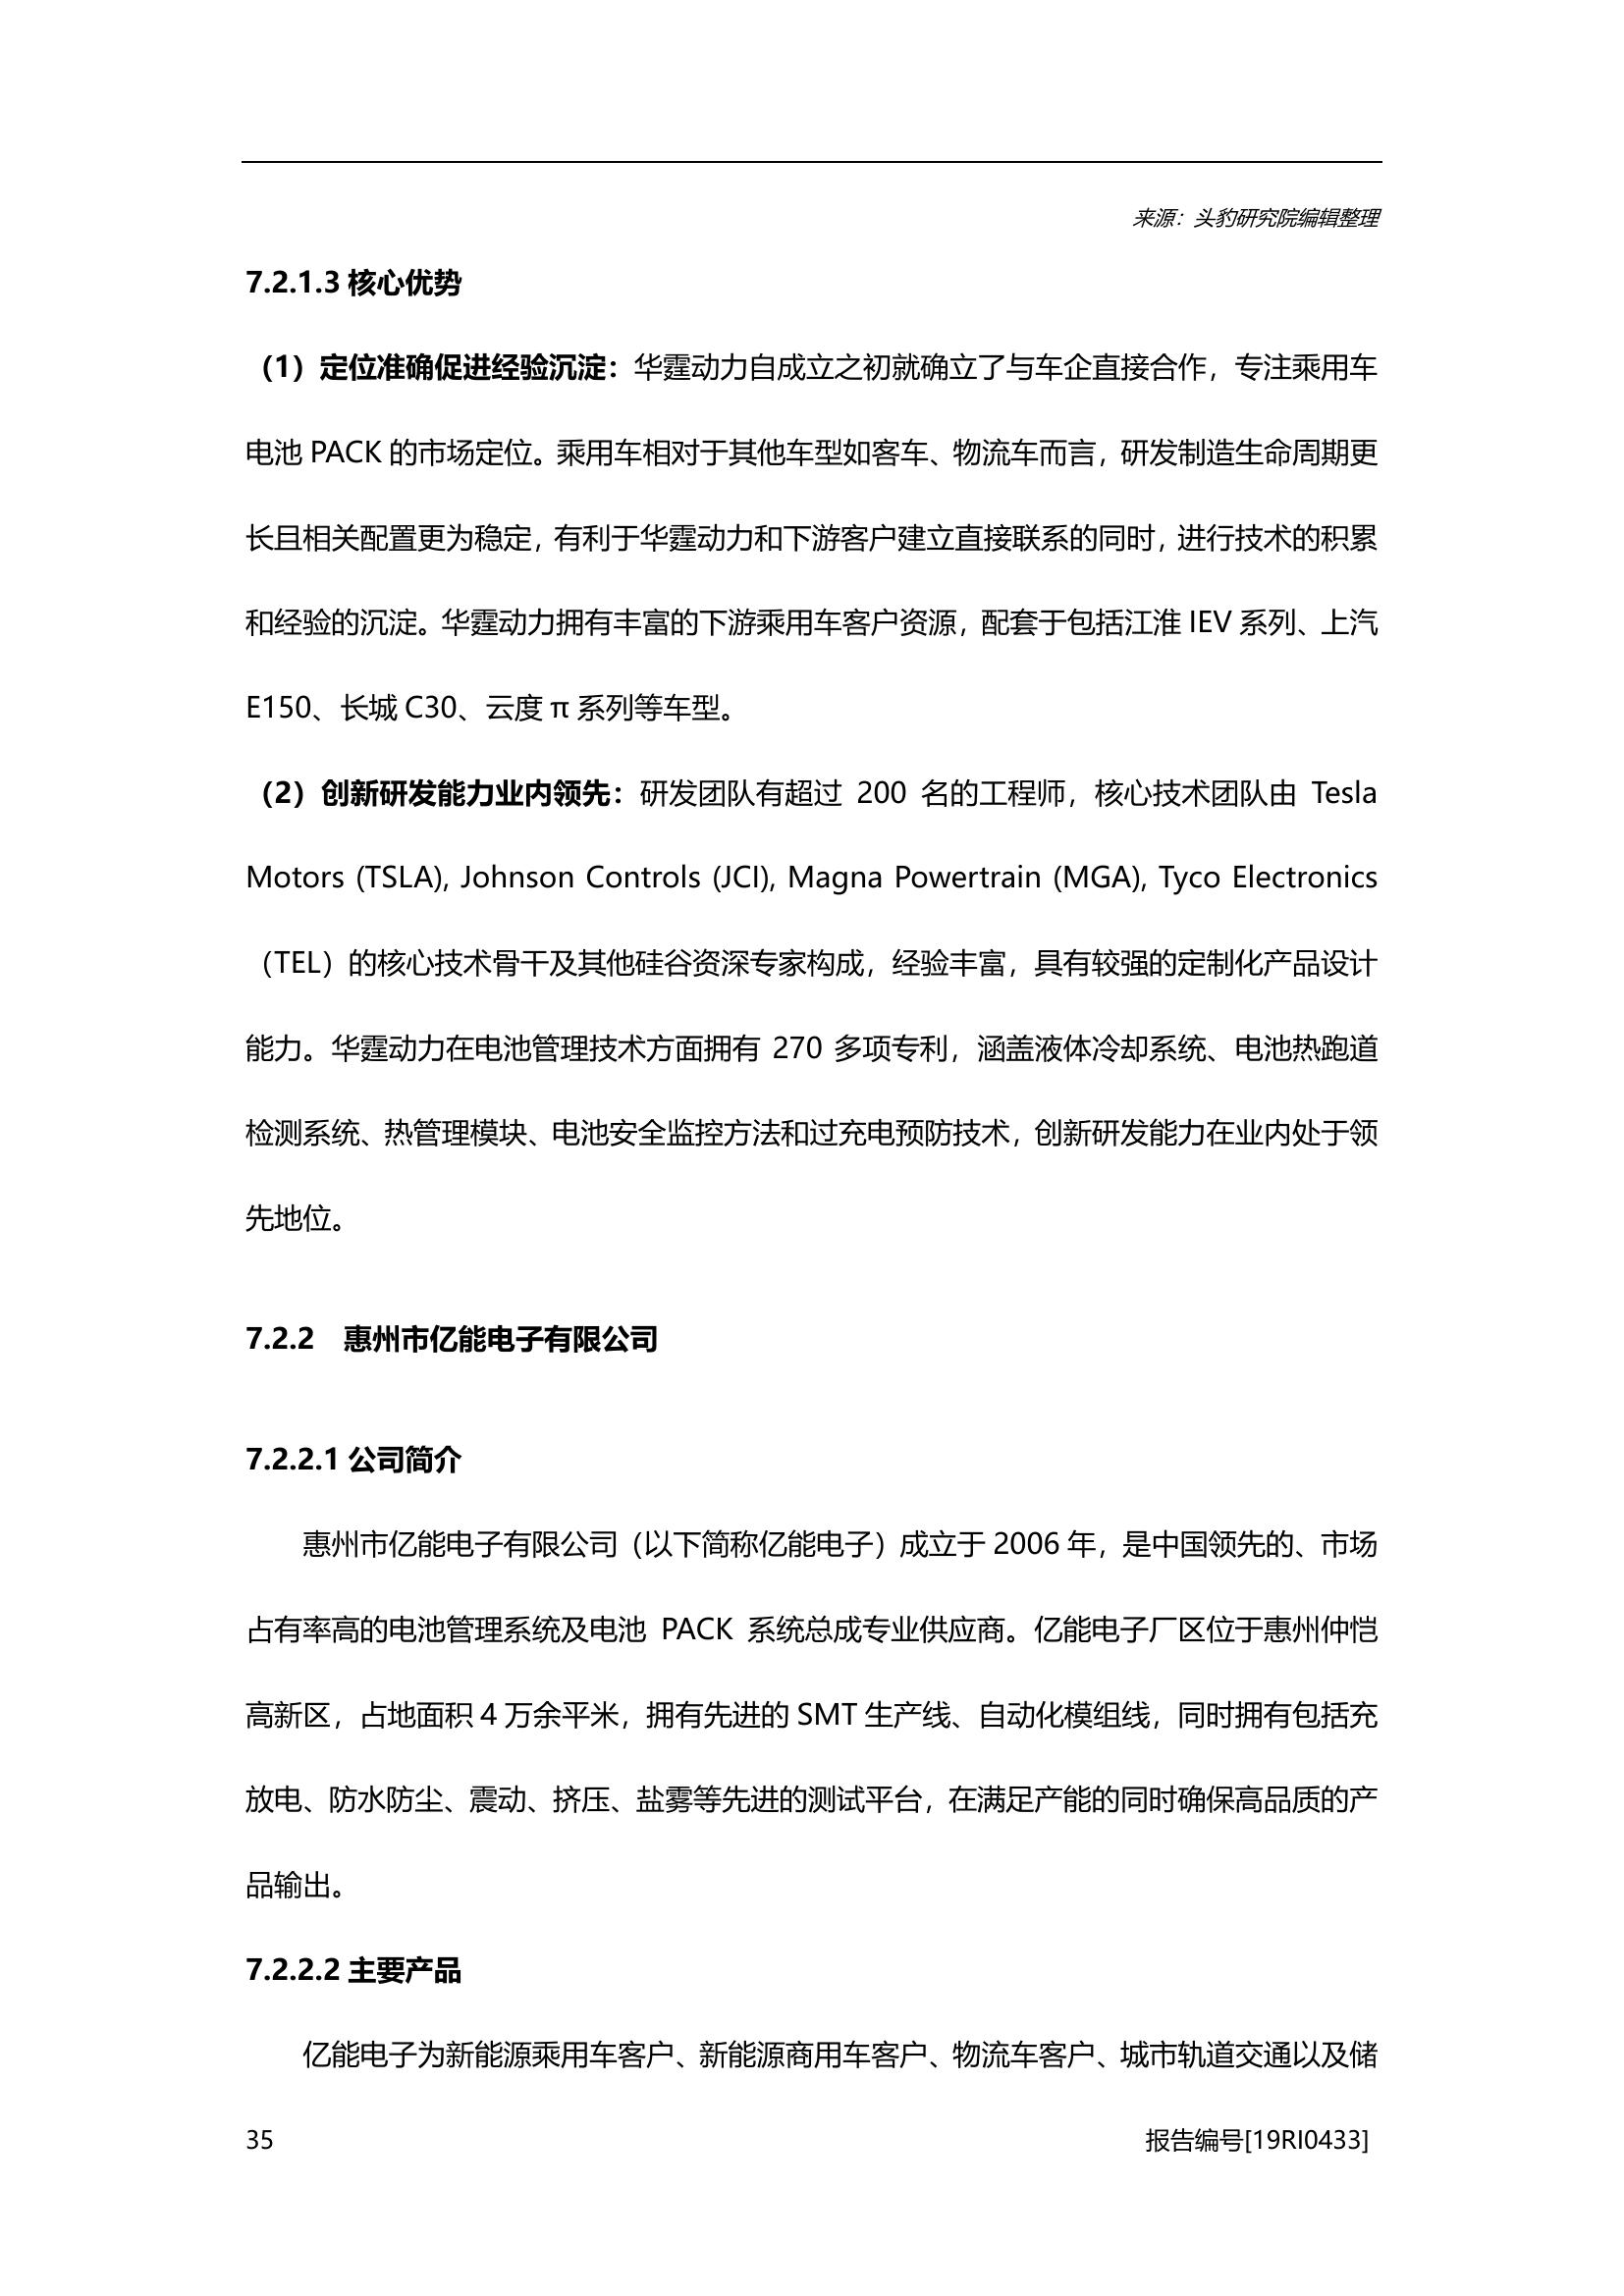 来源：头豹研究院编辑整理
7.2.1.3 核心优势
（1）定位准确促进经验沉淀：华霆动力自成立之初就确立了与车企直接合作，专注乘用车
电池 PACK 的市场定位。乘用车相对于其他车型如客车、物流车而言，研发制造生命周期更
长且相关配置更为稳定，有利于华霆动力和下游客户建立直接联系的同时，进行技术的积累
和经验的沉淀。华霆动力拥有丰富的下游乘用车客户资源，配套于包括江淮 IEV 系列、上汽
E150、长城 C30、云度 π 系列等车型。
（2）创新研发能力业内领先：研发团队有超过 200 名的工程师，核心技术团队由 Tesla
Motors (TSLA), Johnson Controls (JCI), Magna Powertrain (MGA), Tyco Electronics
（TEL）的核心技术骨干及其他硅谷资深专家构成，经验丰富，具有较强的定制化产品设计
能力。华霆动力在电池管理技术方面拥有 270 多项专利，涵盖液体冷却系统、电池热跑道
检测系统、热管理模块、电池安全监控方法和过充电预防技术，创新研发能力在业内处于领
先地位。
7.2.2 惠州市亿能电子有限公司
7.2.2.1 公司简介
惠州市亿能电子有限公司（以下简称亿能电子）成立于 2006 年，是中国领先的、市场
占有率高的电池管理系统及电池 PACK 系统总成专业供应商。亿能电子厂区位于惠州仲恺
高新区，占地面积 4 万余平米，拥有先进的 SMT 生产线、自动化模组线，同时拥有包括充
放电、防水防尘、震动、挤压、盐雾等先进的测试平台，在满足产能的同时确保高品质的产
品输出。
7.2.2.2 主要产品
亿能电子为新能源乘用车客户、新能源商用车客户、物流车客户、城市轨道交通以及储
35 报告编号[19RI0433]